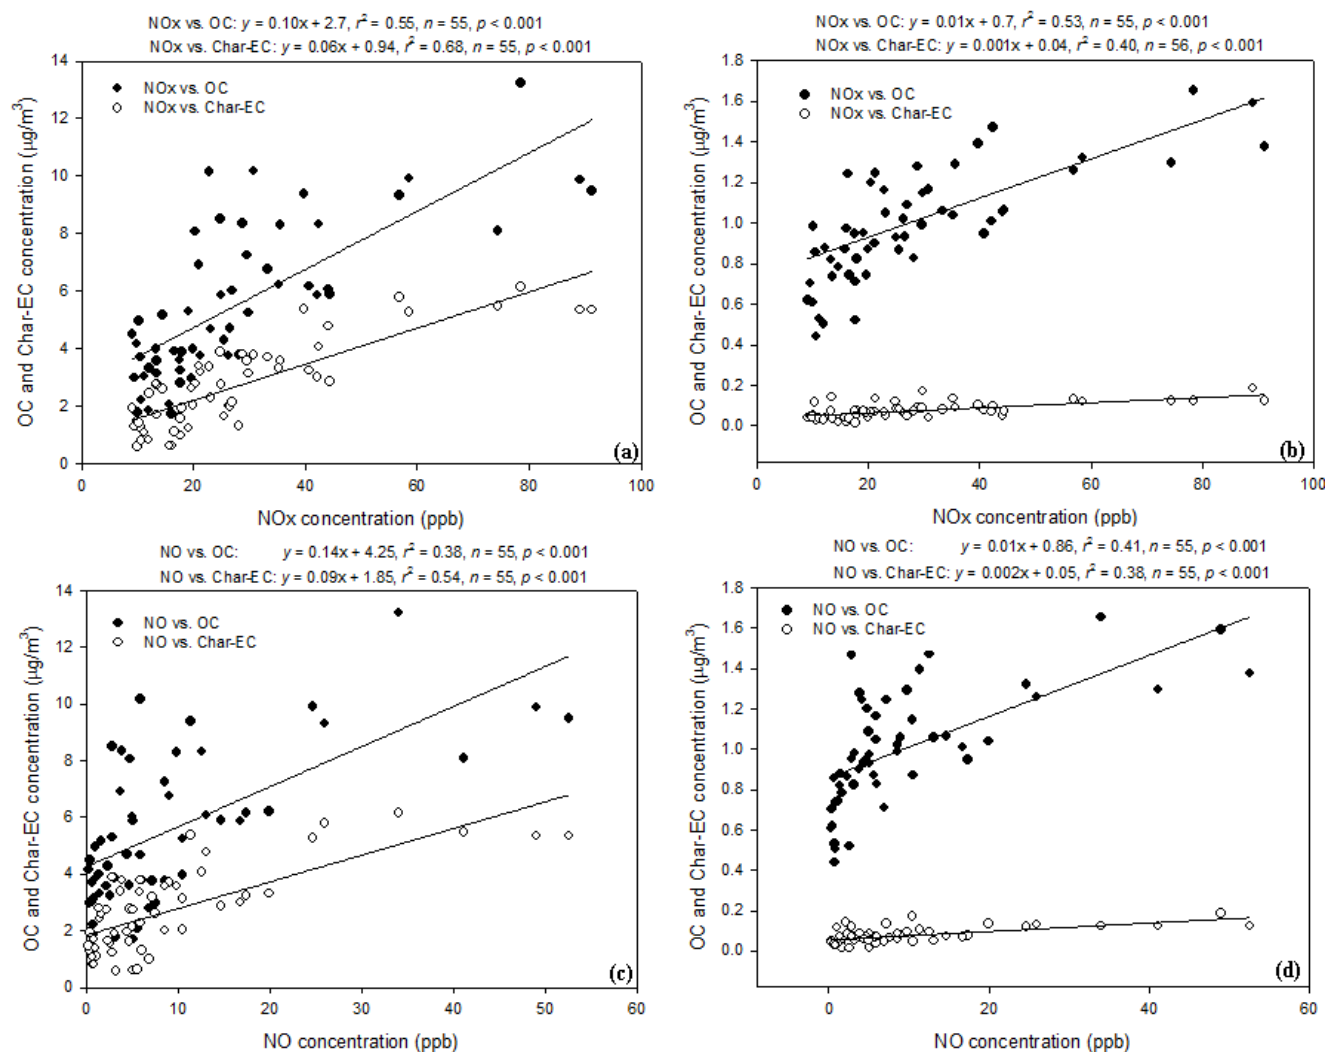 NOx vs. OC: y = 0.10x + 2.7, r² = 0.55, n = 55, p < 0.001
NOx vs. Char-EC: y = 0.06x + 0.94, r² = 0.68, n = 55, p < 0.001
14
12
10
8
6
4
2
0
OC and Char-EC concentration (µg/m³)
NOx vs. OC
NOx vs. Char-EC
(a)
0 20 40 60 80 100
NOx concentration (ppb)
NOx vs. OC: y = 0.01x + 0.7, r² = 0.53, n = 55, p < 0.001
NOx vs. Char-EC: y = 0.001x + 0.04, r² = 0.40, n = 56, p < 0.001
1.8
1.6
1.4
1.2
1.0
0.8
0.6
0.4
0.2
0.0
OC and Char-EC concentration (µg/m³)
NOx vs. OC
NOx vs. Char-EC
(b)
0 20 40 60 80 100
NOx concentration (ppb)
NO vs. OC: y = 0.14x + 4.25, r² = 0.38, n = 55, p < 0.001
NO vs. Char-EC: y = 0.09x + 1.85, r² = 0.54, n = 55, p < 0.001
14
12
10
8
6
4
2
0
OC and Char-EC concentration (µg/m³)
NO vs. OC
NO vs. Char-EC
(c)
0 10 20 30 40 50 60
NO concentration (ppb)
NO vs. OC: y = 0.01x + 0.86, r² = 0.41, n = 55, p < 0.001
NO vs. Char-EC: y = 0.002x + 0.05, r² = 0.38, n = 55, p < 0.001
1.8
1.6
1.4
1.2
1.0
0.8
0.6
0.4
0.2
0.0
OC and Char-EC concentration (µg/m³)
NO vs. OC
NO vs. Char-EC
(d)
0 20 40 60
NO concentration (ppb)